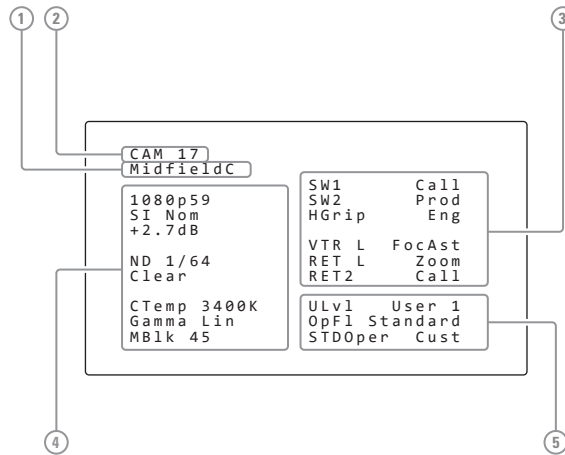 1 2 3
CAM 17
MidfieldC
1080p59
SI Nom
+2.7dB
ND 1/64
Clear
CTemp 3400K
Gamma Lin
MBlk 45
SW1 Call
SW2 Prod
HGrip Eng
VTR L FocAst
RET L Zoom
RET2 Call
ULvl User 1
OpFl Standard
STDOper Cust
4 5